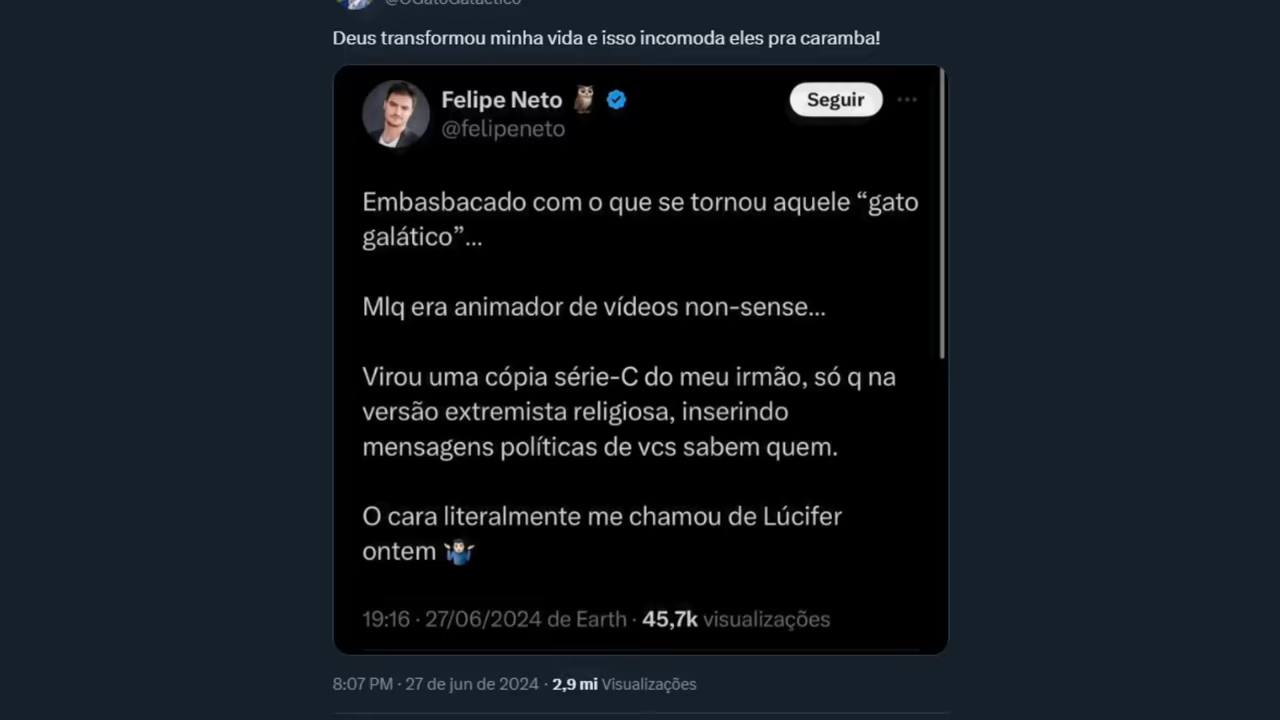 @OGatoGalactico
Deus transformou minha vida e isso incomoda eles pra caramba!
Felipe Neto
Seguir
@felipeneto
Embasbacado com o que se tornou aquele “gato
galático”...
Mlq era animador de vídeos non-sense...
Virou uma cópia série-C do meu irmão, só q na
versão extremista religiosa, inserindo
mensagens políticas de vcs sabem quem.
O cara literalmente me chamou de Lúcifer
ontem 🤷🏻‍♂️
19:16 · 27/06/2024 de Earth · 45,7k visualizações
8:07 PM · 27 de jun de 2024 · 2,9 mi Visualizações